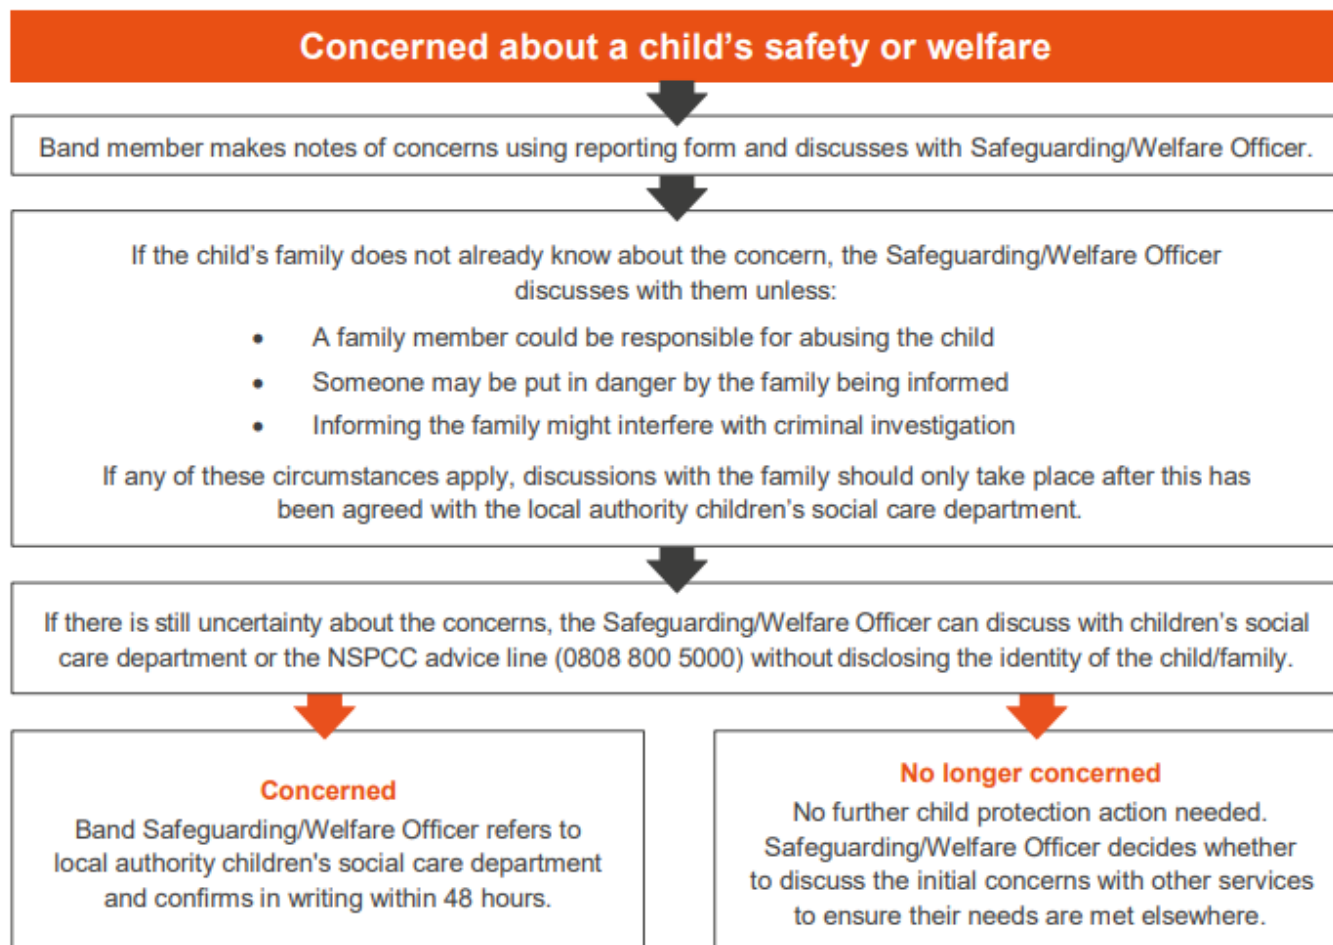 Concerned about a child's safety or welfare
Band member makes notes of concerns using reporting form and discusses with Safeguarding/Welfare Officer.
If the child's family does not already know about the concern, the Safeguarding/Welfare Officer
discusses with them unless:
• A family member could be responsible for abusing the child
• Someone may be put in danger by the family being informed
• Informing the family might interfere with criminal investigation
If any of these circumstances apply, discussions with the family should only take place after this has
been agreed with the local authority children's social care department.
If there is still uncertainty about the concerns, the Safeguarding/Welfare Officer can discuss with children's social
care department or the NSPCC advice line (0808 800 5000) without disclosing the identity of the child/family.
Concerned
Band Safeguarding/Welfare Officer refers to
local authority children's social care department
and confirms in writing within 48 hours.
No longer concerned
No further child protection action needed.
Safeguarding/Welfare Officer decides whether
to discuss the initial concerns with other services
to ensure their needs are met elsewhere.